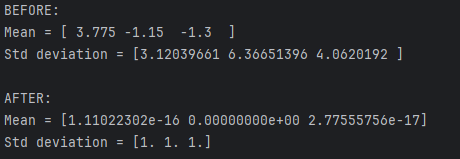 BEFORE:
Mean = [ 3.775 -1.15  -1.3  ]
Std deviation = [3.12039661 6.36651396 4.0620192 ]
AFTER:
Mean = [1.11022302e-16 0.00000000e+00 2.77555756e-17]
Std deviation = [1. 1. 1.]